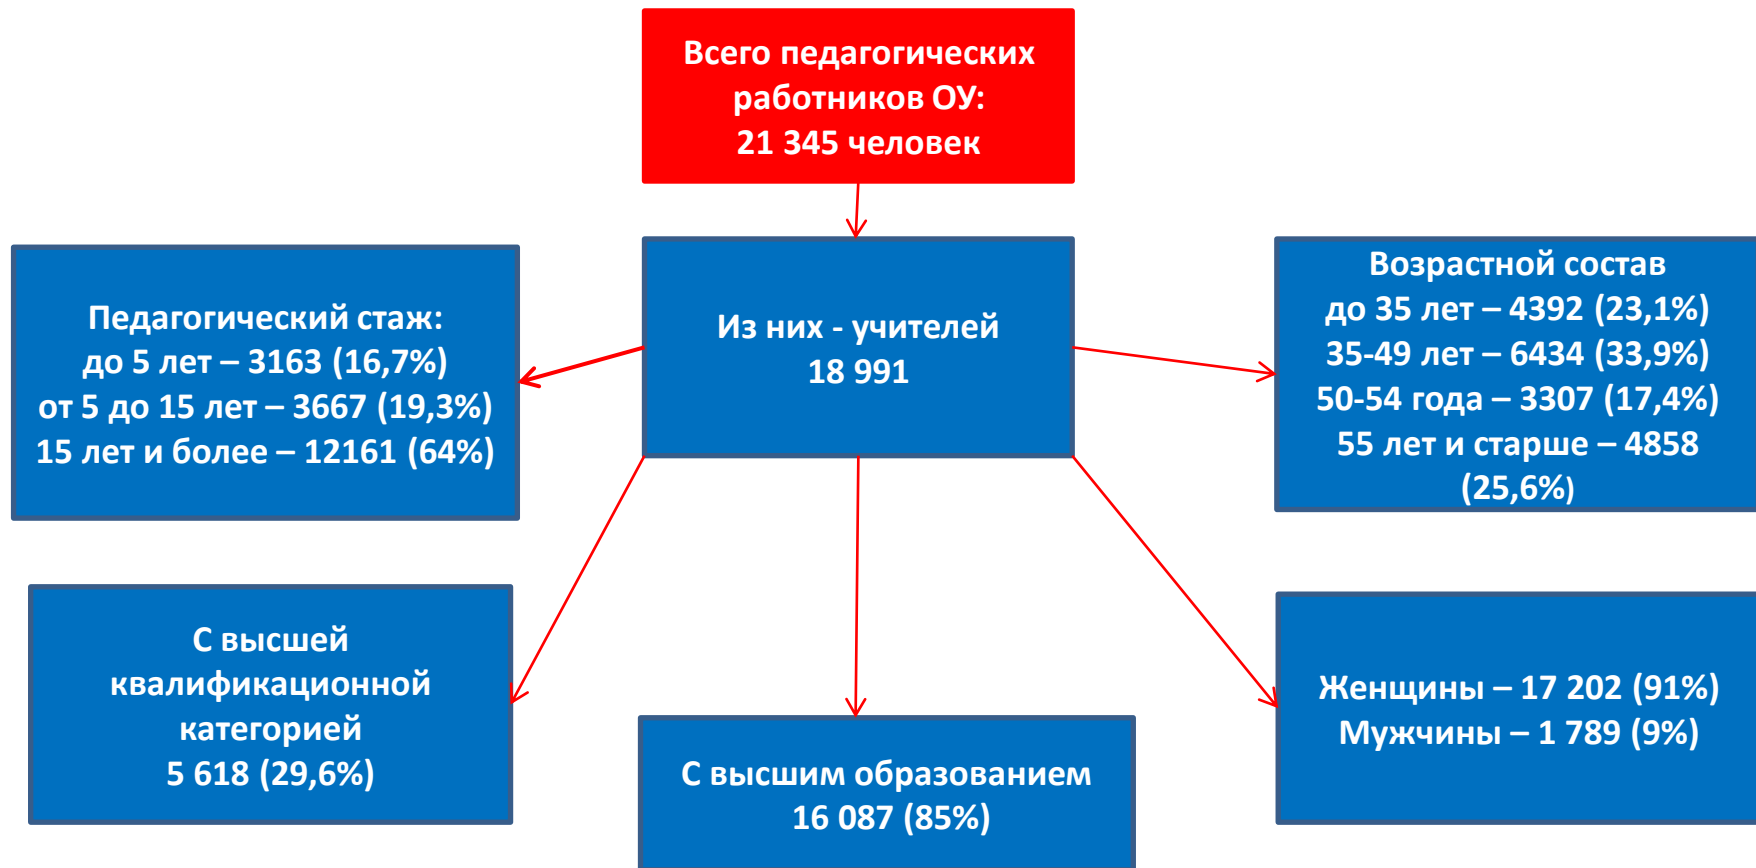 Всего педагогических
работников ОУ:
21 345 человек
Педагогический стаж:
до 5 лет – 3163 (16,7%)
от 5 до 15 лет – 3667 (19,3%)
15 лет и более – 12161 (64%)
Из них - учителей
18 991
Возрастной состав
до 35 лет – 4392 (23,1%)
35-49 лет – 6434 (33,9%)
50-54 года – 3307 (17,4%)
55 лет и старше – 4858
(25,6%)
С высшей
квалификационной
категорией
5 618 (29,6%)
С высшим образованием
16 087 (85%)
Женщины – 17 202 (91%)
Мужчины – 1 789 (9%)